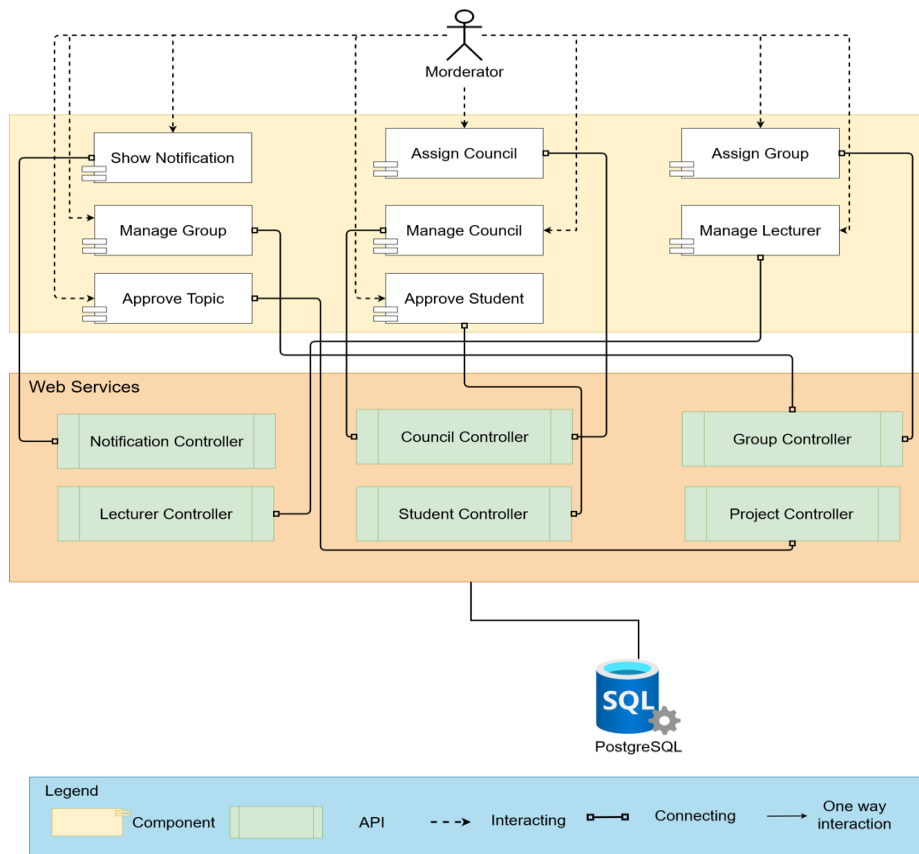 Morderator
Show Notification
Assign Council
Assign Group
Manage Group
Manage Council
Manage Lecturer
Approve Topic
Approve Student
Web Services
Notification Controller
Council Controller
Group Controller
Lecturer Controller
Student Controller
Project Controller
SQL
PostgreSQL
Legend
Component
API
Interacting
Connecting
One way
interaction